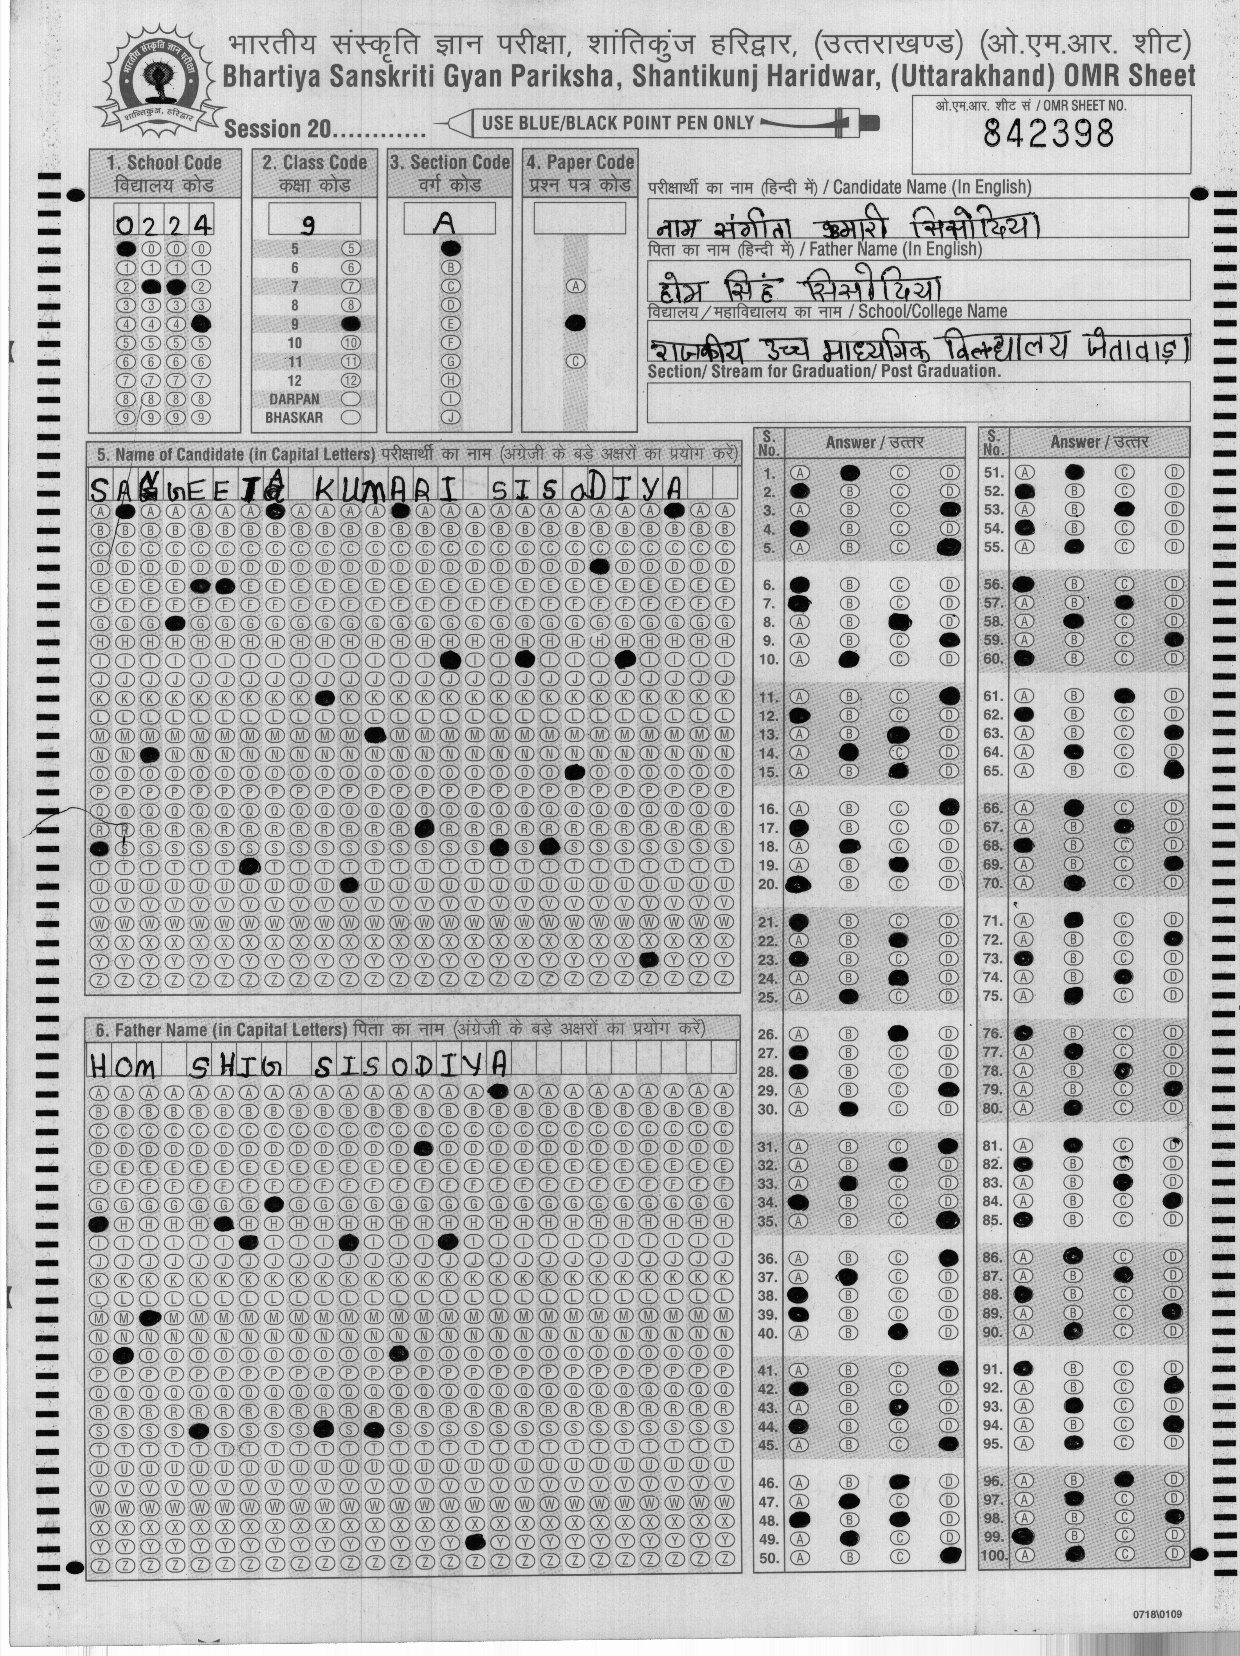 भारतीय संस्कृति ज्ञान परीक्षा, शांतिकुंज हरिद्वार, (उत्तराखण्ड) (ओ.एम.आर. शीट)
Bhartiya Sanskriti Gyan Pariksha, Shantikunj Haridwar, (Uttarakhand) OMR Sheet
Session 20............ USE BLUE/BLACK POINT PEN ONLY
ओ.एम.आर. शीट सं / OMR SHEET NO.
842398
1. School Code
विद्यालय कोड
0224
2. Class Code
कक्षा कोड
9
5
6
7
8
9
10
11
12
DARPAN
BHASKAR
3. Section Code
वर्ग कोड
A
4. Paper Code
प्रश्न पत्र कोड
परीक्षार्थी का नाम (हिन्दी में) / Candidate Name (In English)
नाम संगीता कुमारी सिसोदिया
पिता का नाम (हिन्दी में) / Father Name (In English)
होम सिंह सिसोदिया
विद्यालय/महाविद्यालय का नाम / School/College Name
राजकीय उच्च माध्यमिक विद्यालय जेतावाड़ा
Section/ Stream for Graduation/ Post Graduation.
5. Name of Candidate (in Capital Letters) परीक्षार्थी का नाम (अंग्रेजी के बड़े अक्षरों का प्रयोग करें)
SANGEETA KUMARI SISODIYA
6. Father Name (in Capital Letters) पिता का नाम (अंग्रेजी के बड़े अक्षरों का प्रयोग करें)
HOM SHIG SISODIYA
S. No. Answer / उत्तर
S. No. Answer / उत्तर
0718\0109